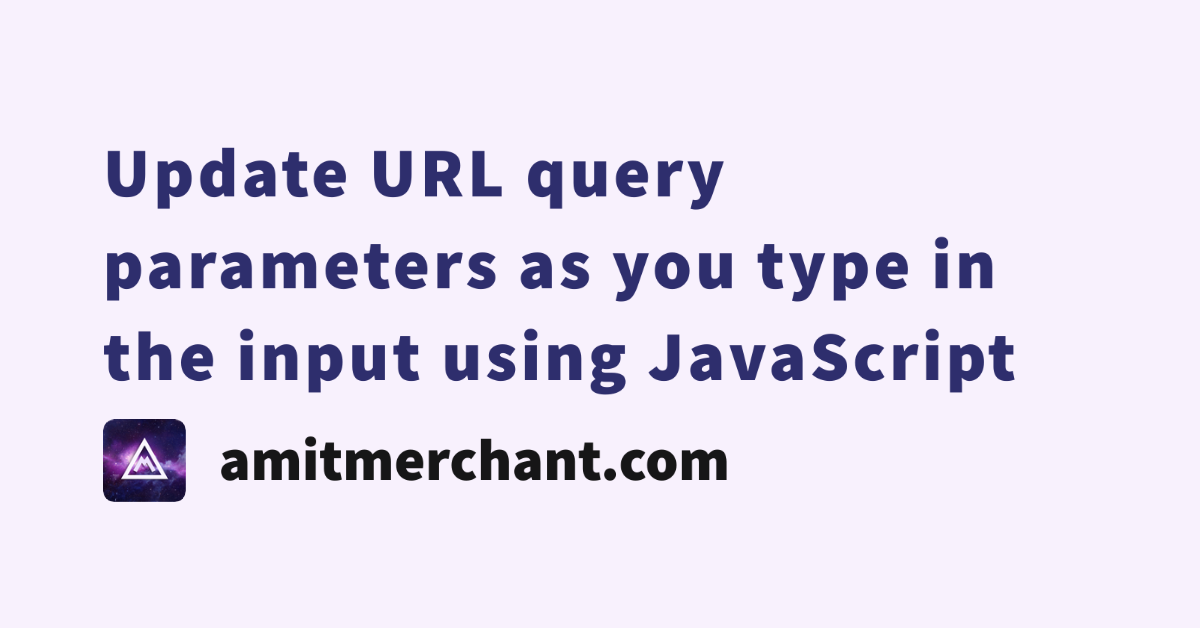 Update URL query
parameters as you type in
the input using JavaScript
amitmerchant.com